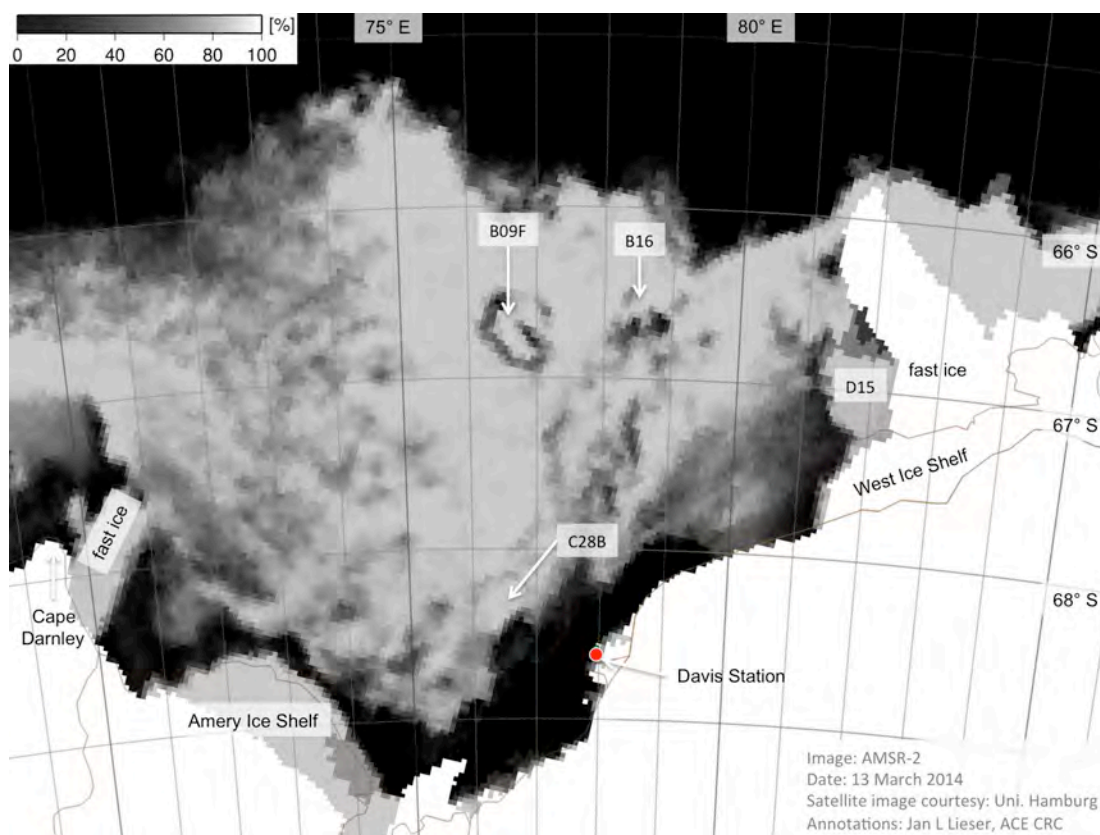 [%]
0 20 40 60 80 100
75° E
80° E
B09F
B16
66° S
fast ice
D15
67° S
West Ice Shelf
fast ice
C28B
68° S
Cape
Darnley
Davis Station
Amery Ice Shelf
Image: AMSR-2
Date: 13 March 2014
Satellite image courtesy: Uni. Hamburg
Annotations: Jan L Lieser, ACE CRC